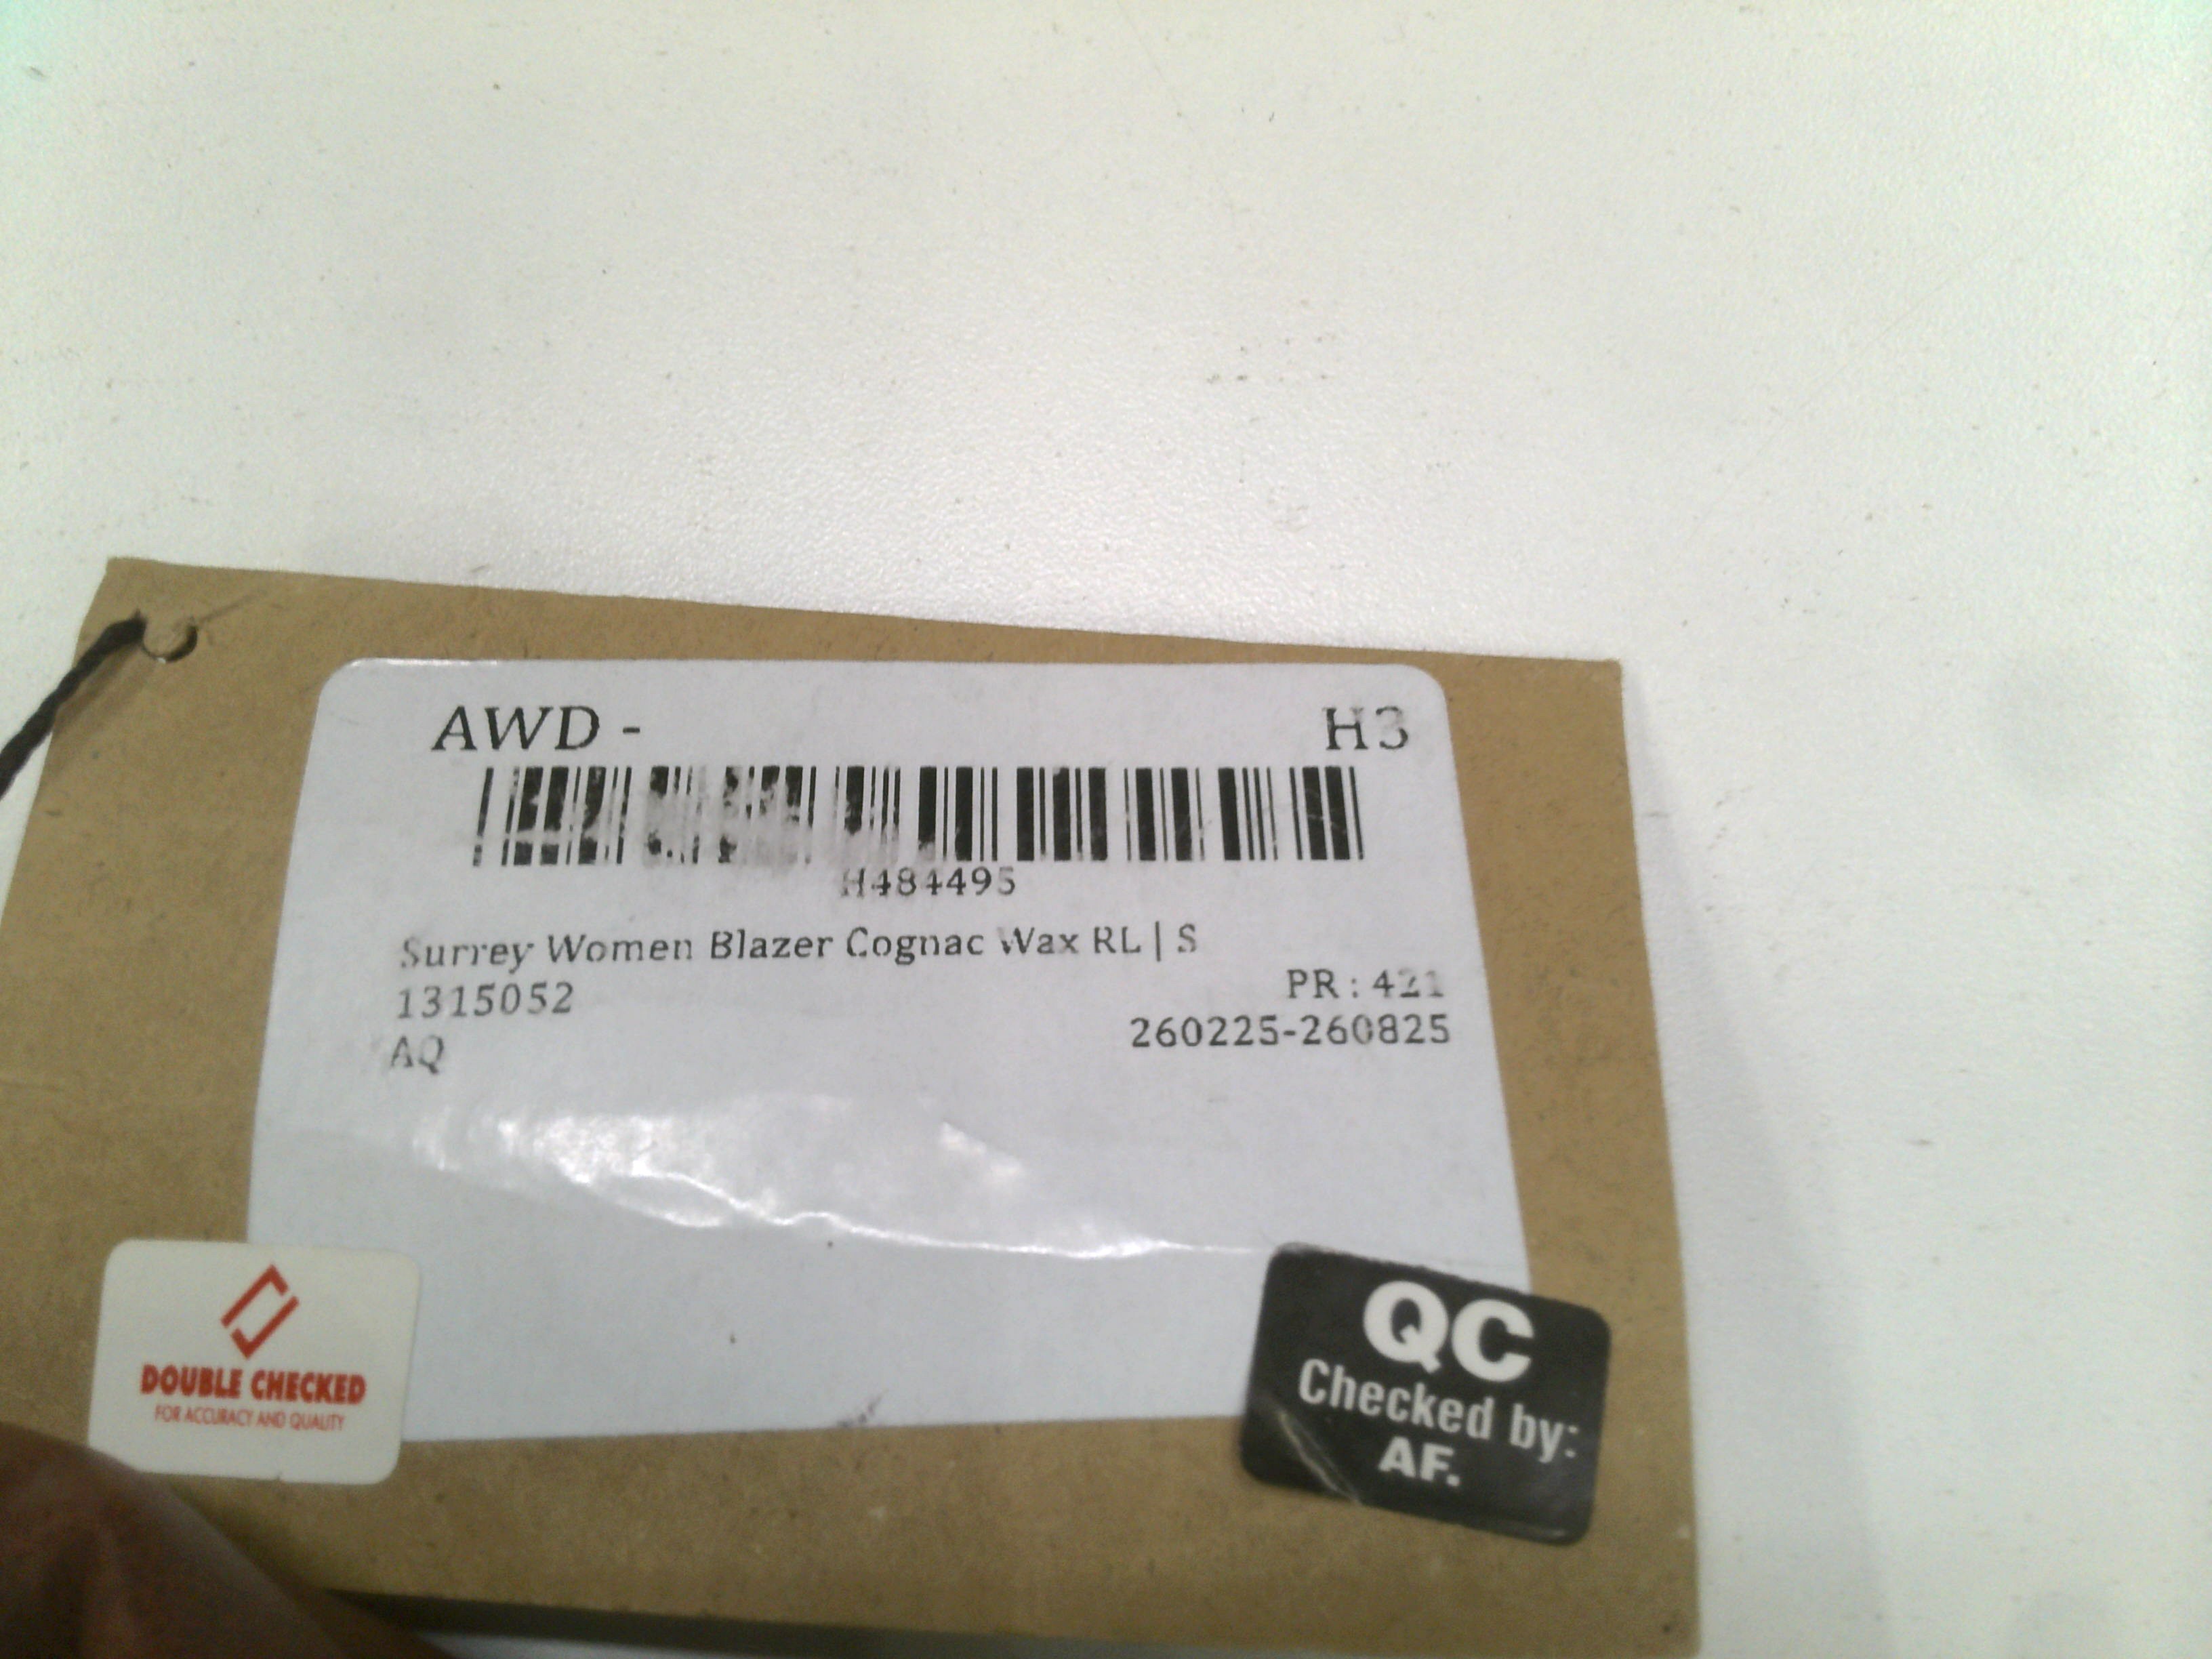 AWD - H3
H484495
Surrey Women Blazer Cognac Wax RL | S
1315052 PR : 421
260225-260825
AQ
DOUBLE CHECKED
FOR ACCURACY AND QUALITY
QC
Checked by:
AF.